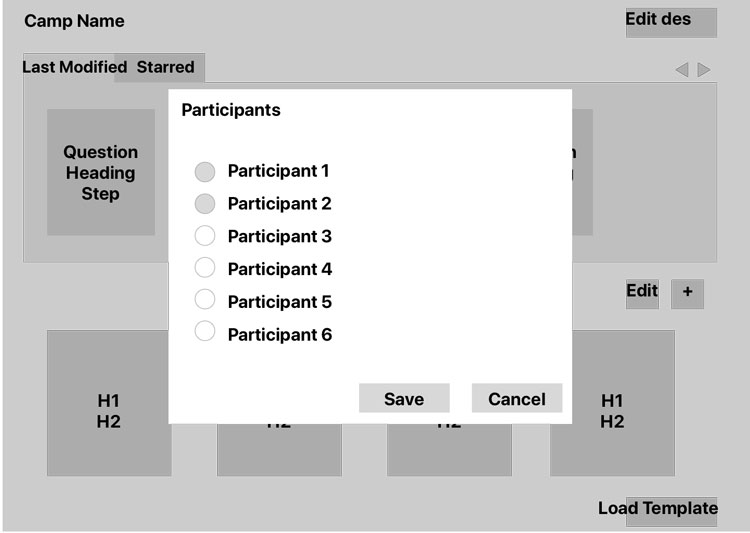 Camp Name
Edit des
Last Modified
Starred
Participants
Question
Heading
Step
Participant 1
Participant 2
Participant 3
Participant 4
Participant 5
Participant 6
Edit
+
Save
Cancel
H1
H2
H2
H2
H1
H2
Load Template